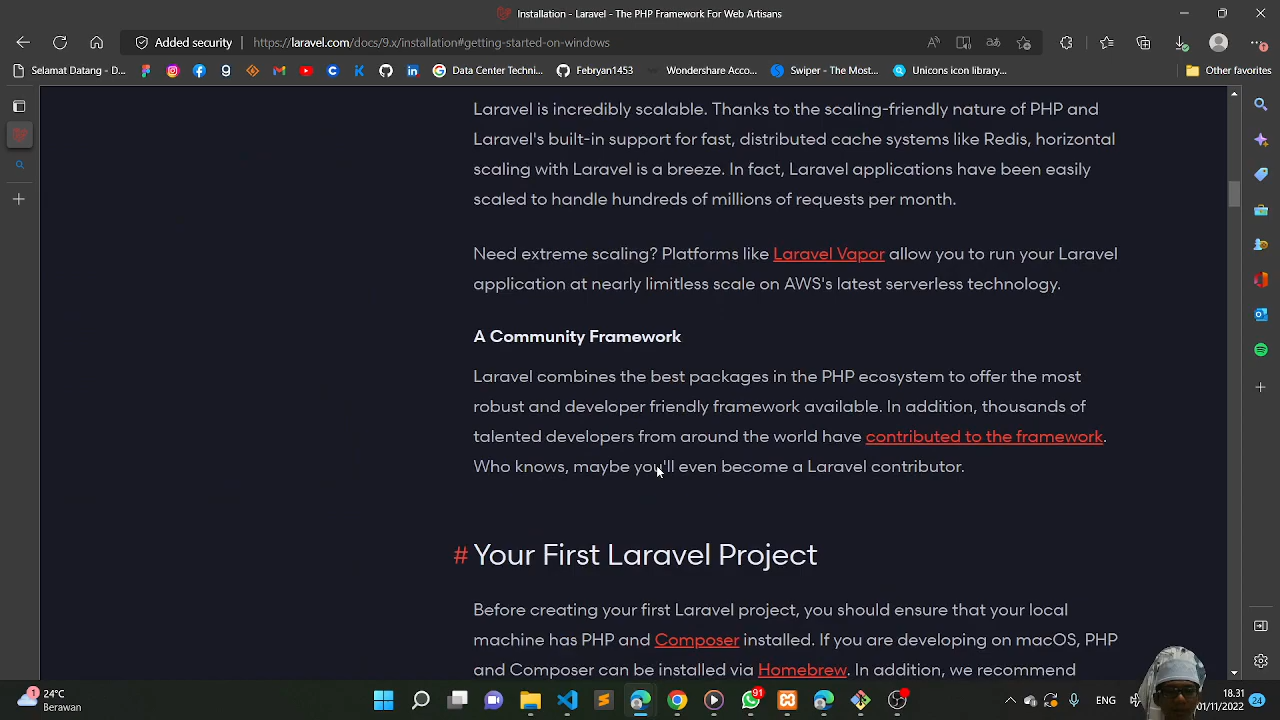 Installation - Laravel - The PHP Framework For Web Artisans
Added security
https://laravel.com/docs/9.x/installation#getting-started-on-windows
Selamat Datang - D...
Data Center Techni...
Febryan1453
Wondershare Acco...
Swiper - The Most...
Unicons icon library...
Other favorites
Laravel is incredibly scalable. Thanks to the scaling-friendly nature of PHP and
Laravel's built-in support for fast, distributed cache systems like Redis, horizontal
scaling with Laravel is a breeze. In fact, Laravel applications have been easily
scaled to handle hundreds of millions of requests per month.
Need extreme scaling? Platforms like Laravel Vapor allow you to run your Laravel
application at nearly limitless scale on AWS's latest serverless technology.
A Community Framework
Laravel combines the best packages in the PHP ecosystem to offer the most
robust and developer friendly framework available. In addition, thousands of
talented developers from around the world have contributed to the framework.
Who knows, maybe you'll even become a Laravel contributor.
# Your First Laravel Project
Before creating your first Laravel project, you should ensure that your local
machine has PHP and Composer installed. If you are developing on macOS, PHP
and Composer can be installed via Homebrew. In addition, we recommend
1
24°C
Berawan
91
ENG
18.31
01/11/2022
24